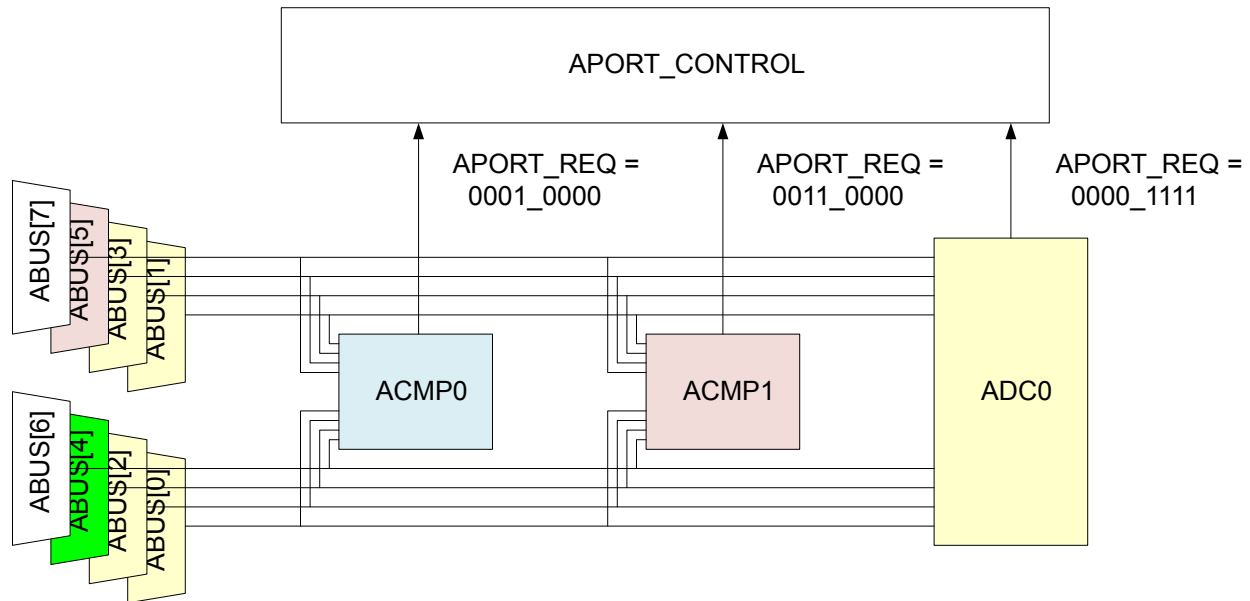 APORT_CONTROL
APORT_REQ =
0001_0000
APORT_REQ =
0011_0000
APORT_REQ =
0000_1111
ABUS[7]
ABUS[5]
ABUS[3]
ABUS[1]
ACMP0
ACMP1
ADC0
ABUS[6]
ABUS[4]
ABUS[2]
ABUS[0]